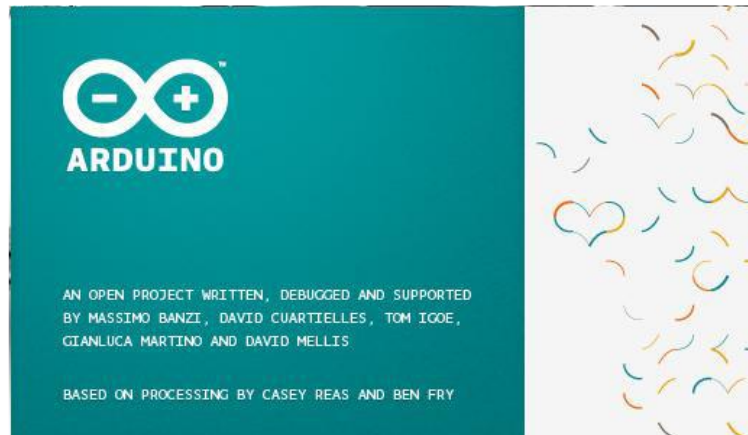 ARDUINO
AN OPEN PROJECT WRITTEN, DEBUGGED AND SUPPORTED
BY MASSIMO BANZI, DAVID CUARTIELLES, TOM IGOE,
GIANLUCA MARTINO AND DAVID MELLIS
BASED ON PROCESSING BY CASEY REAS AND BEN FRY